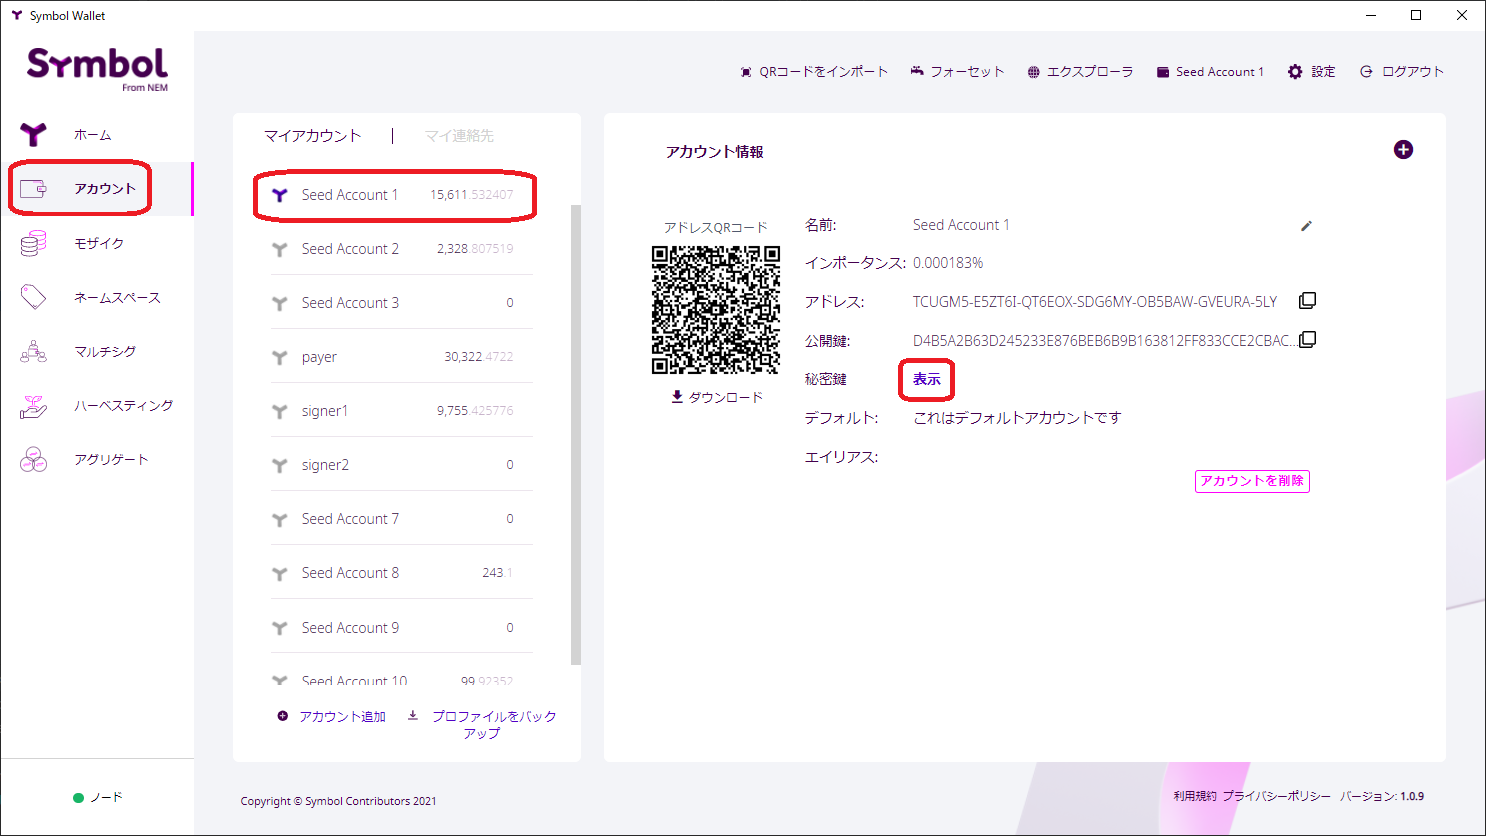 Symbol Wallet
Symbol
From NEM
QRコードをインポート
フォーセット
エクスプローラ
Seed Account 1
設定
ログアウト
ホーム
アカウント
モザイク
ネームスペース
マルチシグ
ハーベスティング
アグリゲート
ノード
マイアカウント | マイ連絡先
Seed Account 1 15,611.532407
Seed Account 2 2,328.807519
Seed Account 3 0
payer 30,322.4722
signer1 9,755.425776
signer2 0
Seed Account 7 0
Seed Account 8 243.1
Seed Account 9 0
Seed Account 10 99.92352
アカウント追加
プロファイルをバック
アップ
アカウント情報
アドレスQRコード
ダウンロード
名前: Seed Account 1
インポータンス: 0.000183%
アドレス: TCUGM5-E5ZT6I-QT6EOX-SDG6MY-OB5BAW-GVEURA-5LY
公開鍵: D4B5A2B63D245233E876BEB6B9B163812FF833CCE2CBAC...
秘密鍵 表示
デフォルト: これはデフォルトアカウントです
エイリアス:
アカウントを削除
Copyright © Symbol Contributors 2021
利用規約 プライバシーポリシー バージョン: 1.0.9